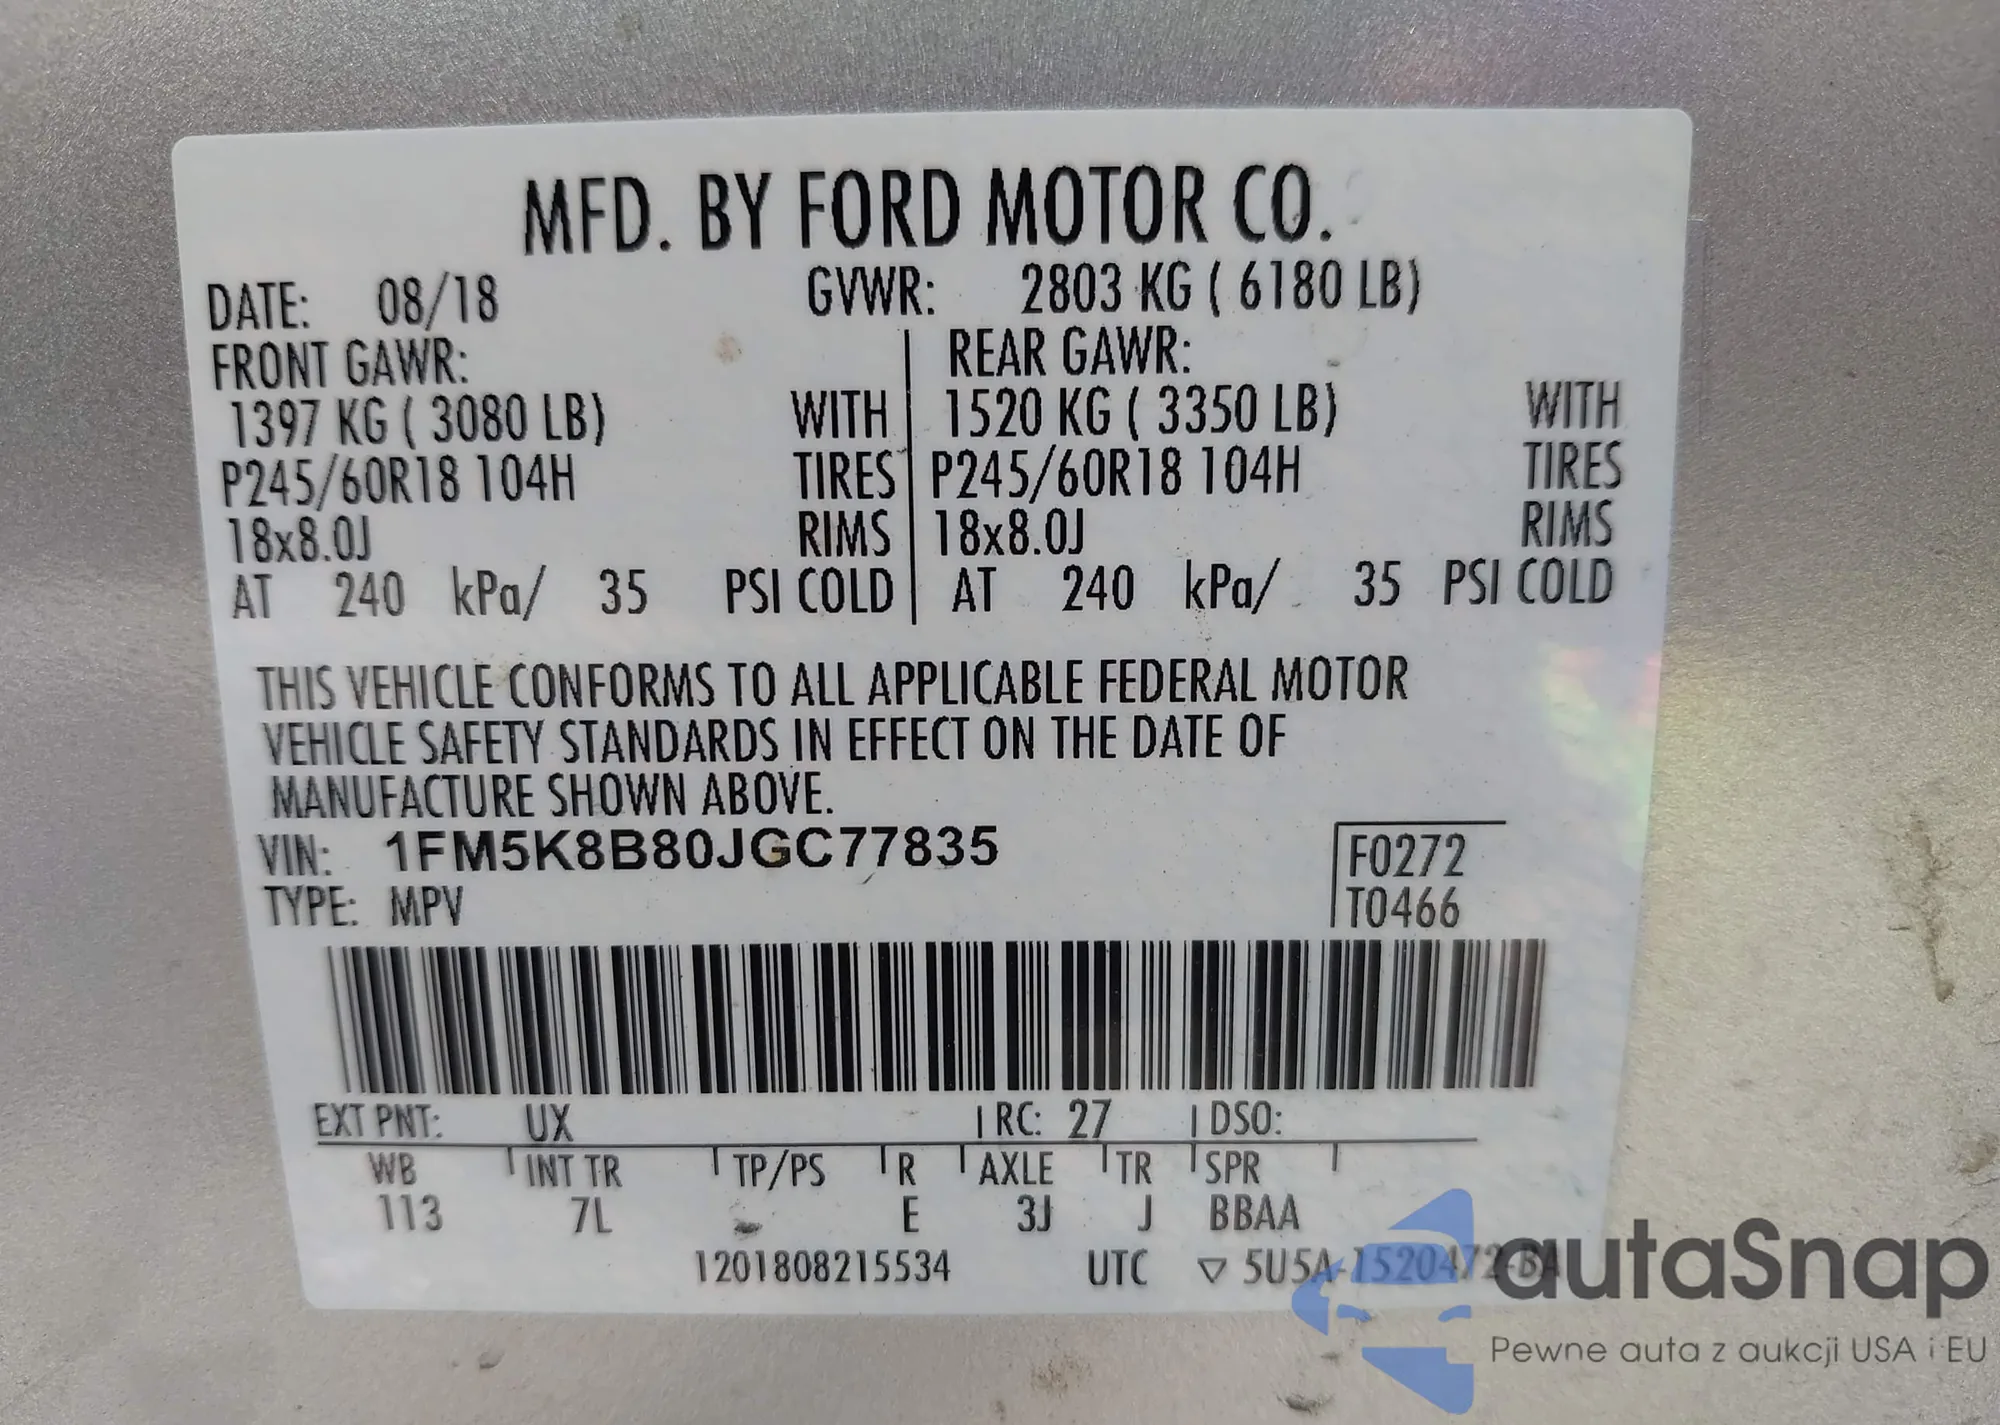 MFD. BY FORD MOTOR CO.
DATE: 08/18 GVWR: 2803 KG ( 6180 LB)
FRONT GAWR: REAR GAWR:
1397 KG ( 3080 LB) WITH 1520 KG ( 3350 LB) WITH
P245/60R18 104H TIRES P245/60R18 104H TIRES
18x8.0J RIMS 18x8.0J RIMS
AT 240 kPa/ 35 PSI COLD AT 240 kPa/ 35 PSI COLD
THIS VEHICLE CONFORMS TO ALL APPLICABLE FEDERAL MOTOR
VEHICLE SAFETY STANDARDS IN EFFECT ON THE DATE OF
MANUFACTURE SHOWN ABOVE.
VIN: 1FM5K8B80JGC77835 F0272
TYPE: MPV T0466
EXT PNT: UX RC: 27 DSO:
WB INT TR TP/PS R AXLE TR SPR
113 7L E 3J J BBAA
1201808215534 UTC ▽ 5U5A-1520472-BA
autaSnap
Pewne auta z aukcji USA i EU